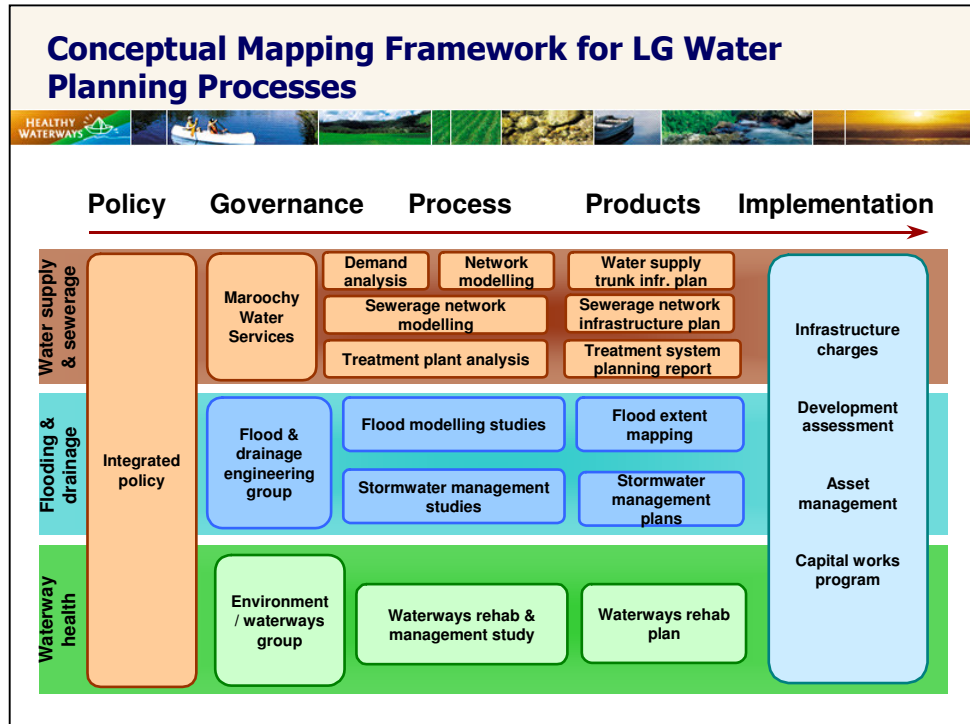 Conceptual Mapping Framework for LG Water
Planning Processes
HEALTHY
WATERWAYS
Policy
Governance
Process
Products
Implementation
Water supply
& sewerage
Flooding &
drainage
Waterway
health
Integrated
policy
Maroochy
Water
Services
Demand
analysis
Network
modelling
Water supply
trunk infr. plan
Sewerage network
modelling
Sewerage network
infrastructure plan
Treatment plant analysis
Treatment system
planning report
Flood &
drainage
engineering
group
Flood modelling studies
Flood extent
mapping
Stormwater management
studies
Stormwater
management
plans
Environment
/ waterways
group
Waterways rehab &
management study
Waterways rehab
plan
Infrastructure
charges
Development
assessment
Asset
management
Capital works
program